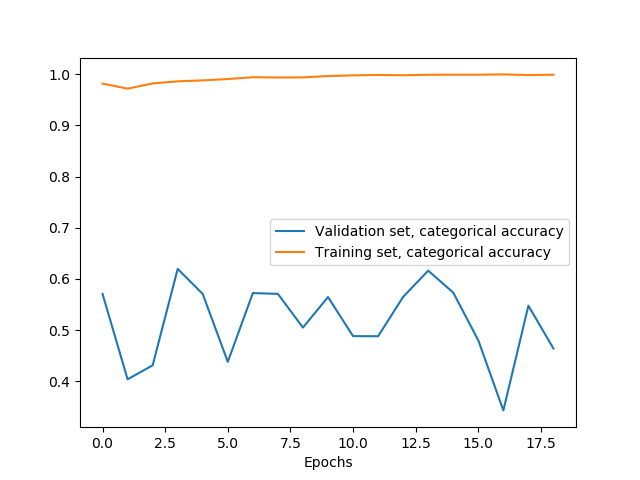 1.0
0.9
0.8
0.7
0.6
0.5
0.4
Validation set, categorical accuracy
Training set, categorical accuracy
0.0 2.5 5.0 7.5 10.0 12.5 15.0 17.5
Epochs